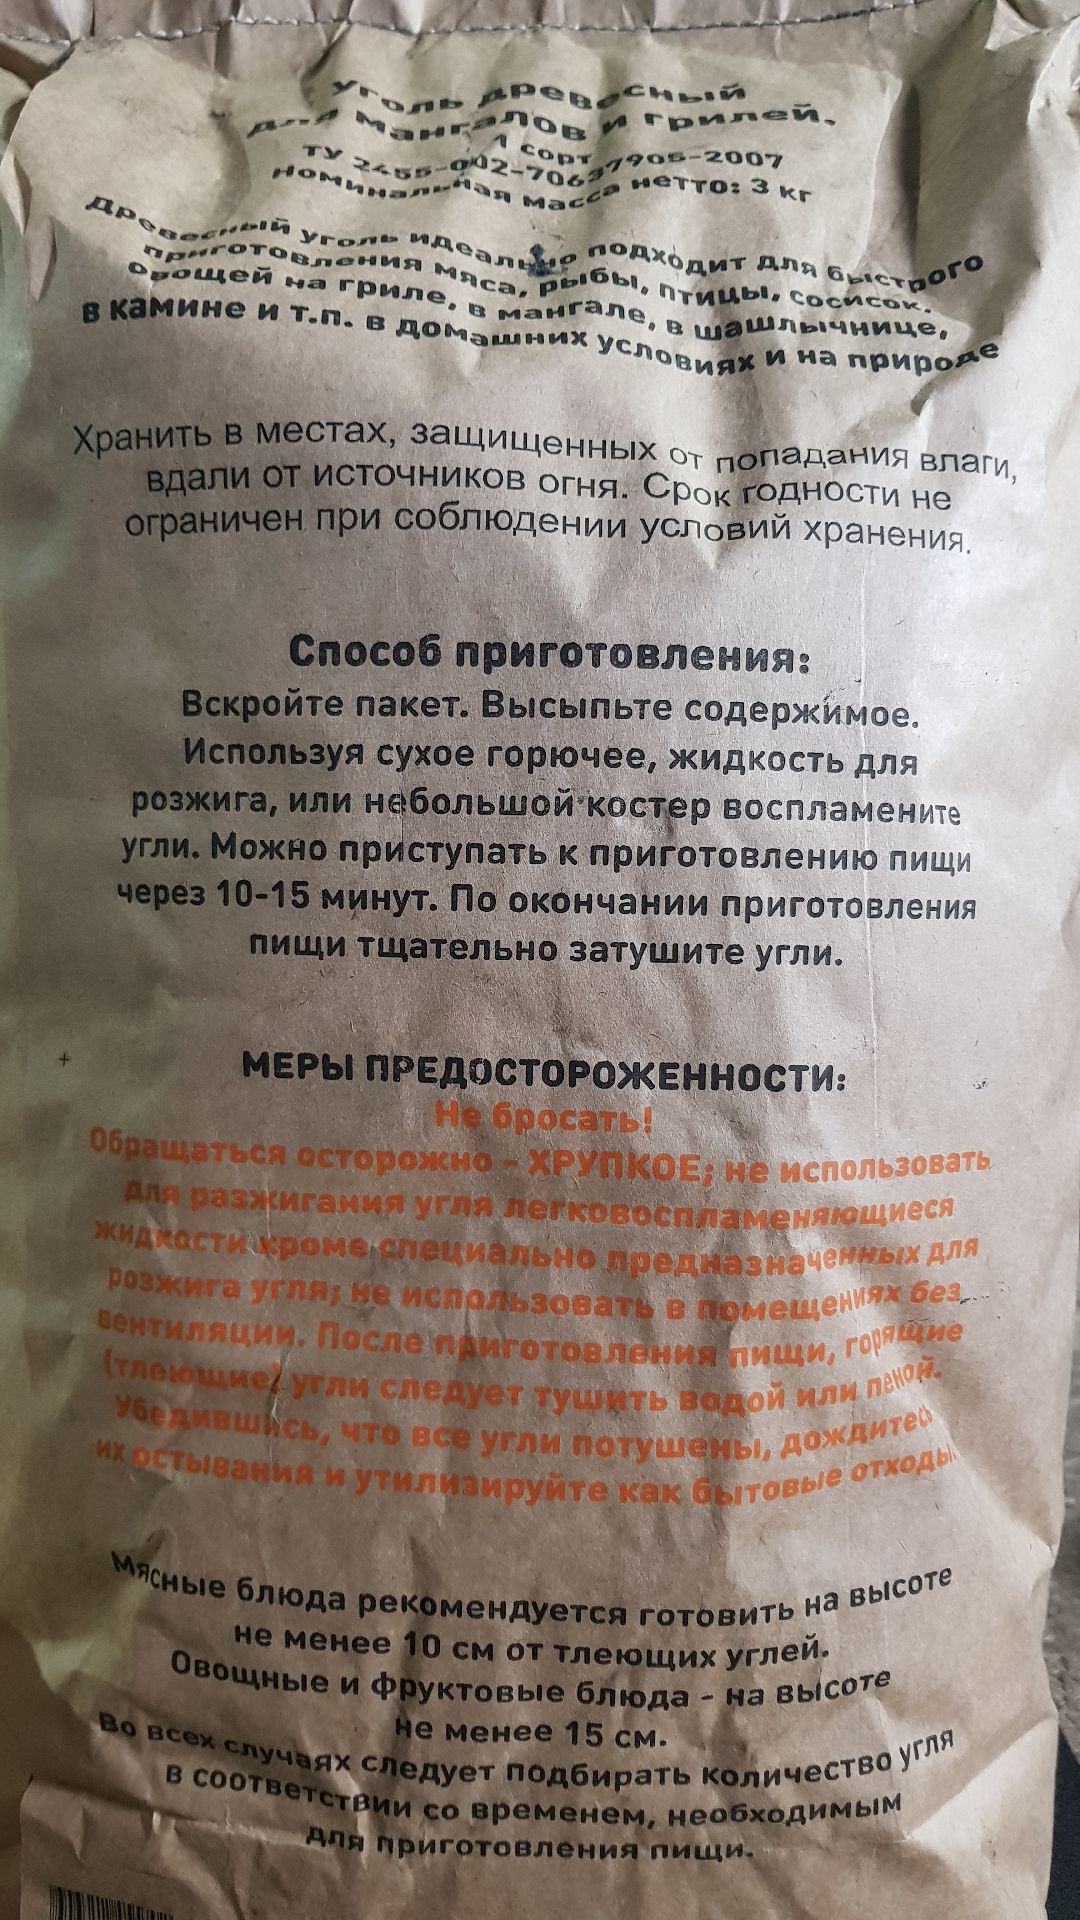 Уголь древесный
для мангалов и грилей.
1 сорт
ТУ 2455-002-70637905-2007
Номинальная масса нетто: 3 кг
Древесный уголь идеально подходит для быстрого
приготовления мяса, рыбы, птицы, сосисок.
овощей на гриле, в мангале, в шашлычнице,
в камине и т.п. в домашних условиях и на природе
Хранить в местах, защищенных от попадания влаги,
вдали от источников огня. Срок годности не
ограничен при соблюдении условий хранения.
Способ приготовления:
Вскройте пакет. Высыпьте содержимое.
Используя сухое горючее, жидкость для
розжига, или небольшой костер воспламените
угли. Можно приступать к приготовлению пищи
через 10-15 минут. По окончании приготовления
пищи тщательно затушите угли.
МЕРЫ ПРЕДОСТОРОЖЕННОСТИ:
Не бросать!
Обращаться осторожно - ХРУПКОЕ; не использовать
для разжигания угля легковоспламеняющиеся
жидкости кроме специально предназначенных для
розжига угля; не использовать в помещениях без
вентиляции. После приготовления пищи, горящие
(тлеющие) угли следует тушить водой или пеной.
Убедившись, что все угли потушены, дождитесь
их остывания и утилизируйте как бытовые отходы
Мясные блюда рекомендуется готовить на высоте
не менее 10 см от тлеющих углей.
Овощные и фруктовые блюда - на высоте
не менее 15 см.
Во всех случаях следует подбирать количество угля
в соответствии со временем, необходимым
для приготовления пищи.